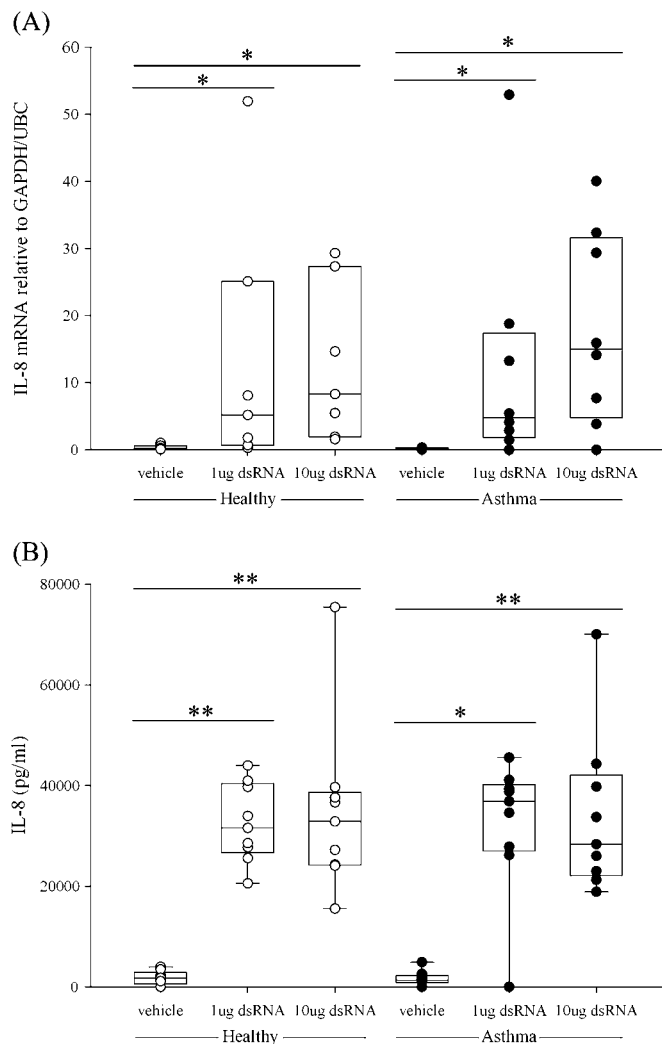 (A)
60
50
40
30
20
10
0
IL-8 mRNA relative to GAPDH/UBC
*
*
*
*
vehicle 1ug dsRNA 10ug dsRNA vehicle 1ug dsRNA 10ug dsRNA
Healthy Asthma
(B)
80000
60000
40000
20000
0
IL-8 (pg/ml)
**
**
**
*
vehicle 1ug dsRNA 10ug dsRNA vehicle 1ug dsRNA 10ug dsRNA
Healthy Asthma